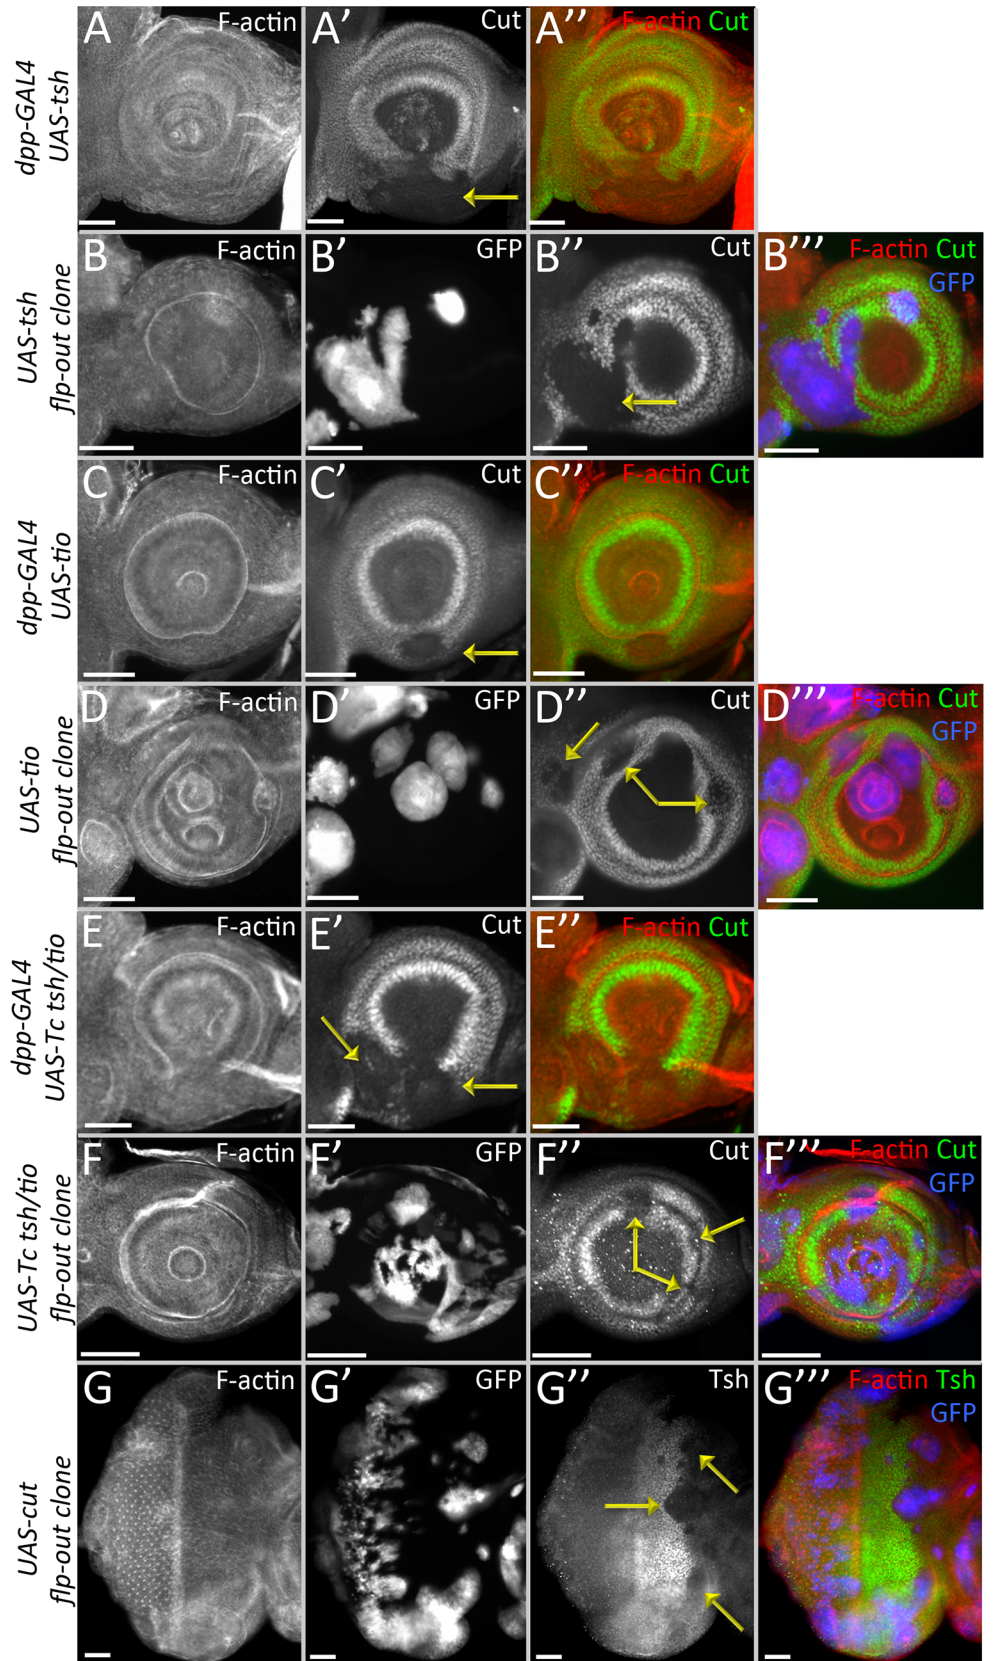 dpp-GAL4
UAS-tsh
A F-actin
A’ Cut
A’’ F-actin Cut
UAS-tsh
flp-out clone
B F-actin
B’ GFP
B’’ Cut
B’’’ F-actin Cut
GFP
dpp-GAL4
UAS-tio
C F-actin
C’ Cut
C’’ F-actin Cut
UAS-tio
flp-out clone
D F-actin
D’ GFP
D’’ Cut
D’’’ F-actin Cut
GFP
dpp-GAL4
UAS-Tc tsh/tio
E F-actin
E’ Cut
E’’ F-actin Cut
UAS-Tc tsh/tio
flp-out clone
F F-actin
F’ GFP
F’’ Cut
F’’’ F-actin Cut
GFP
UAS-cut
flp-out clone
G F-actin
G’ GFP
G’’ Tsh
G’’’ F-actin Tsh
GFP